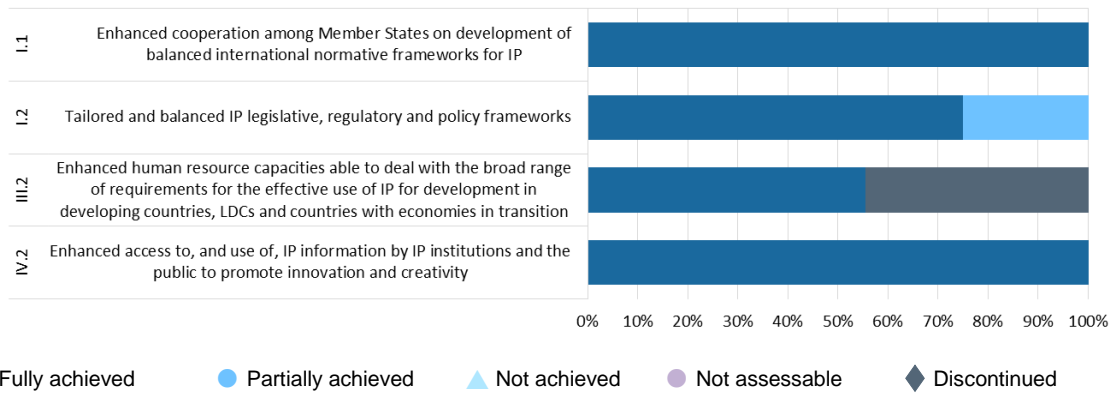 I.1
Enhanced cooperation among Member States on development of
balanced international normative frameworks for IP
I.2
Tailored and balanced IP legislative, regulatory and policy frameworks
III.2
Enhanced human resource capacities able to deal with the broad range
of requirements for the effective use of IP for development in
developing countries, LDCs and countries with economies in transition
IV.2
Enhanced access to, and use of, IP information by IP institutions and the
public to promote innovation and creativity
0% 10% 20% 30% 40% 50% 60% 70% 80% 90% 100%
Fully achieved Partially achieved Not achieved Not assessable Discontinued